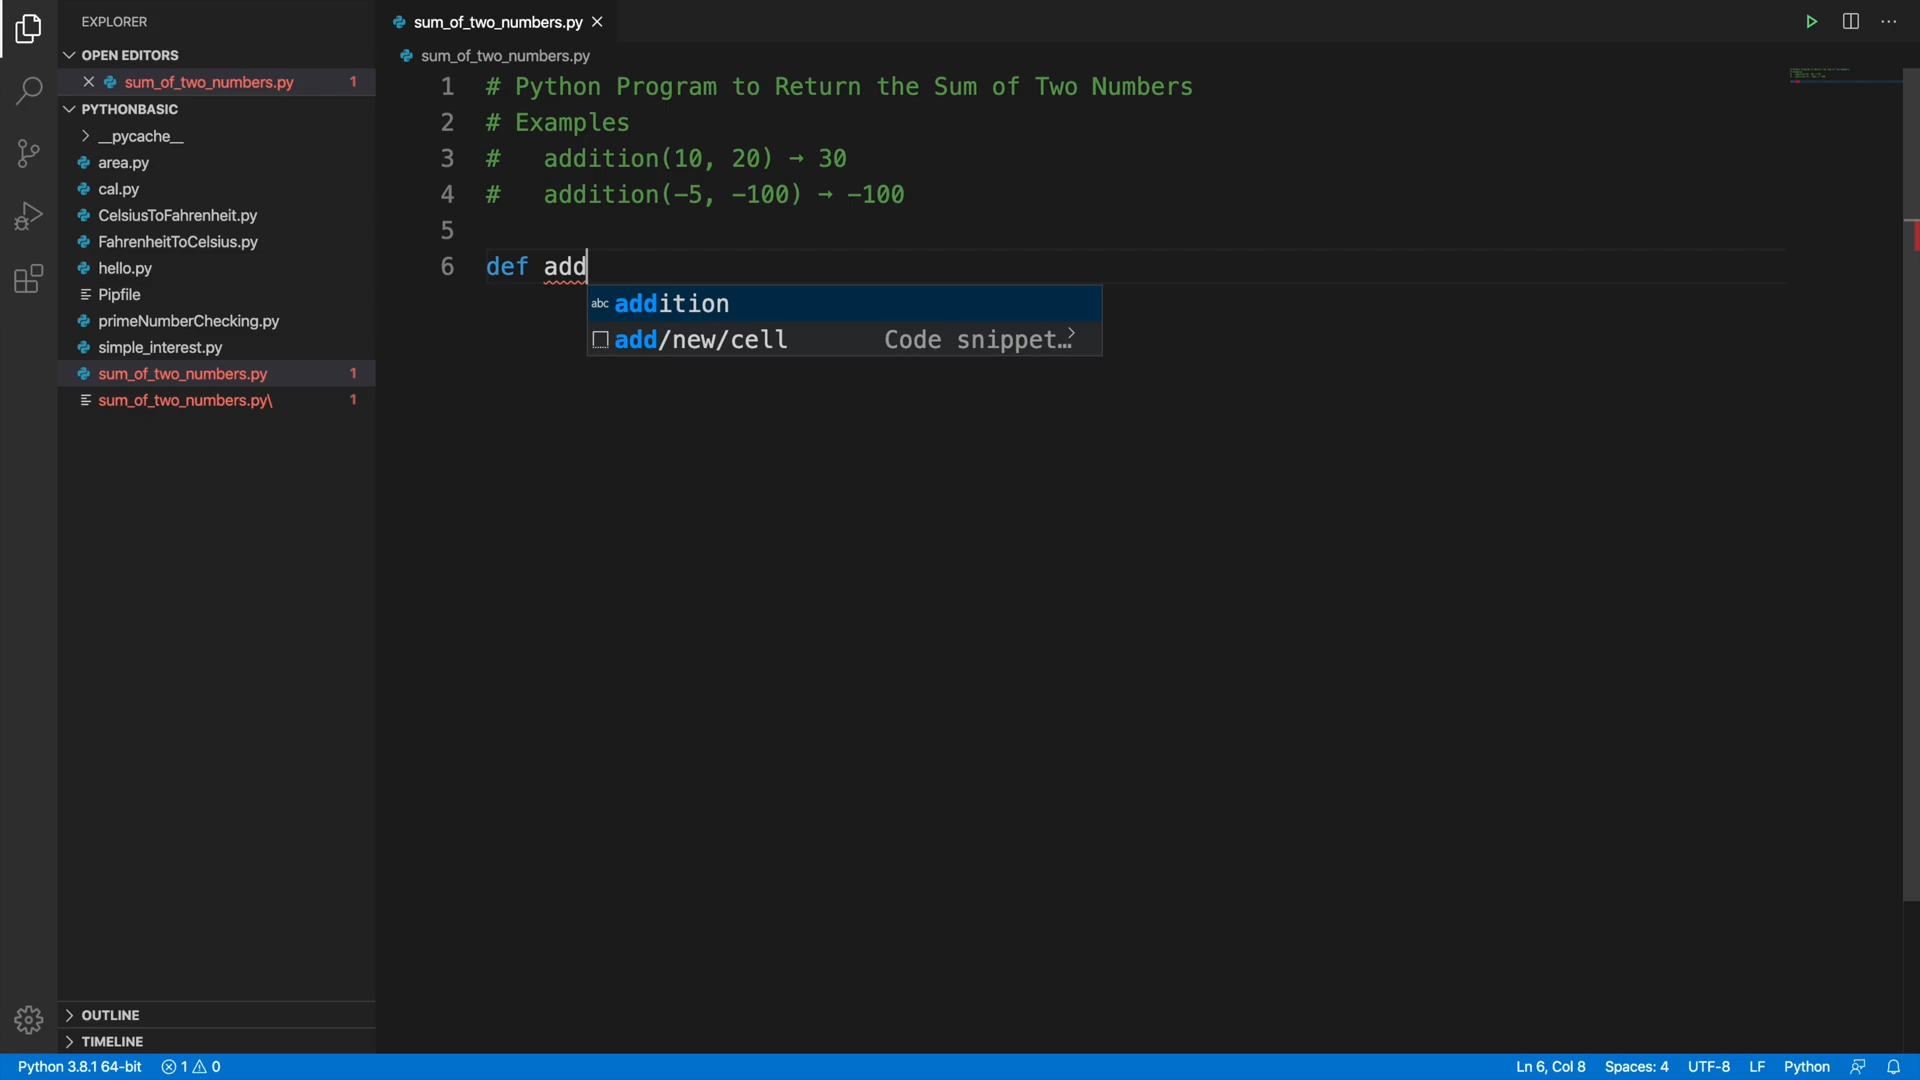 EXPLORER
OPEN EDITORS
sum_of_two_numbers.py 1
PYTHONBASIC
__pycache__
area.py
cal.py
CelsiusToFahrenheit.py
FahrenheitToCelsius.py
hello.py
Pipfile
primeNumberChecking.py
simple_interest.py
sum_of_two_numbers.py 1
sum_of_two_numbers.py\ 1
OUTLINE
TIMELINE
sum_of_two_numbers.py
sum_of_two_numbers.py
1 # Python Program to Return the Sum of Two Numbers
2 # Examples
3 #   addition(10, 20) → 30
4 #   addition(-5, -100) → -100
5
6 def add
abc addition
add/new/cell Code snippet…
Python 3.8.1 64-bit 1 0 Ln 6, Col 8 Spaces: 4 UTF-8 LF Python